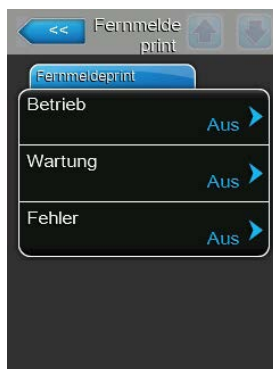 <<
Fernmelde
print
Fernmeldeprint
Betrieb
Aus
Wartung
Aus
Fehler
Aus